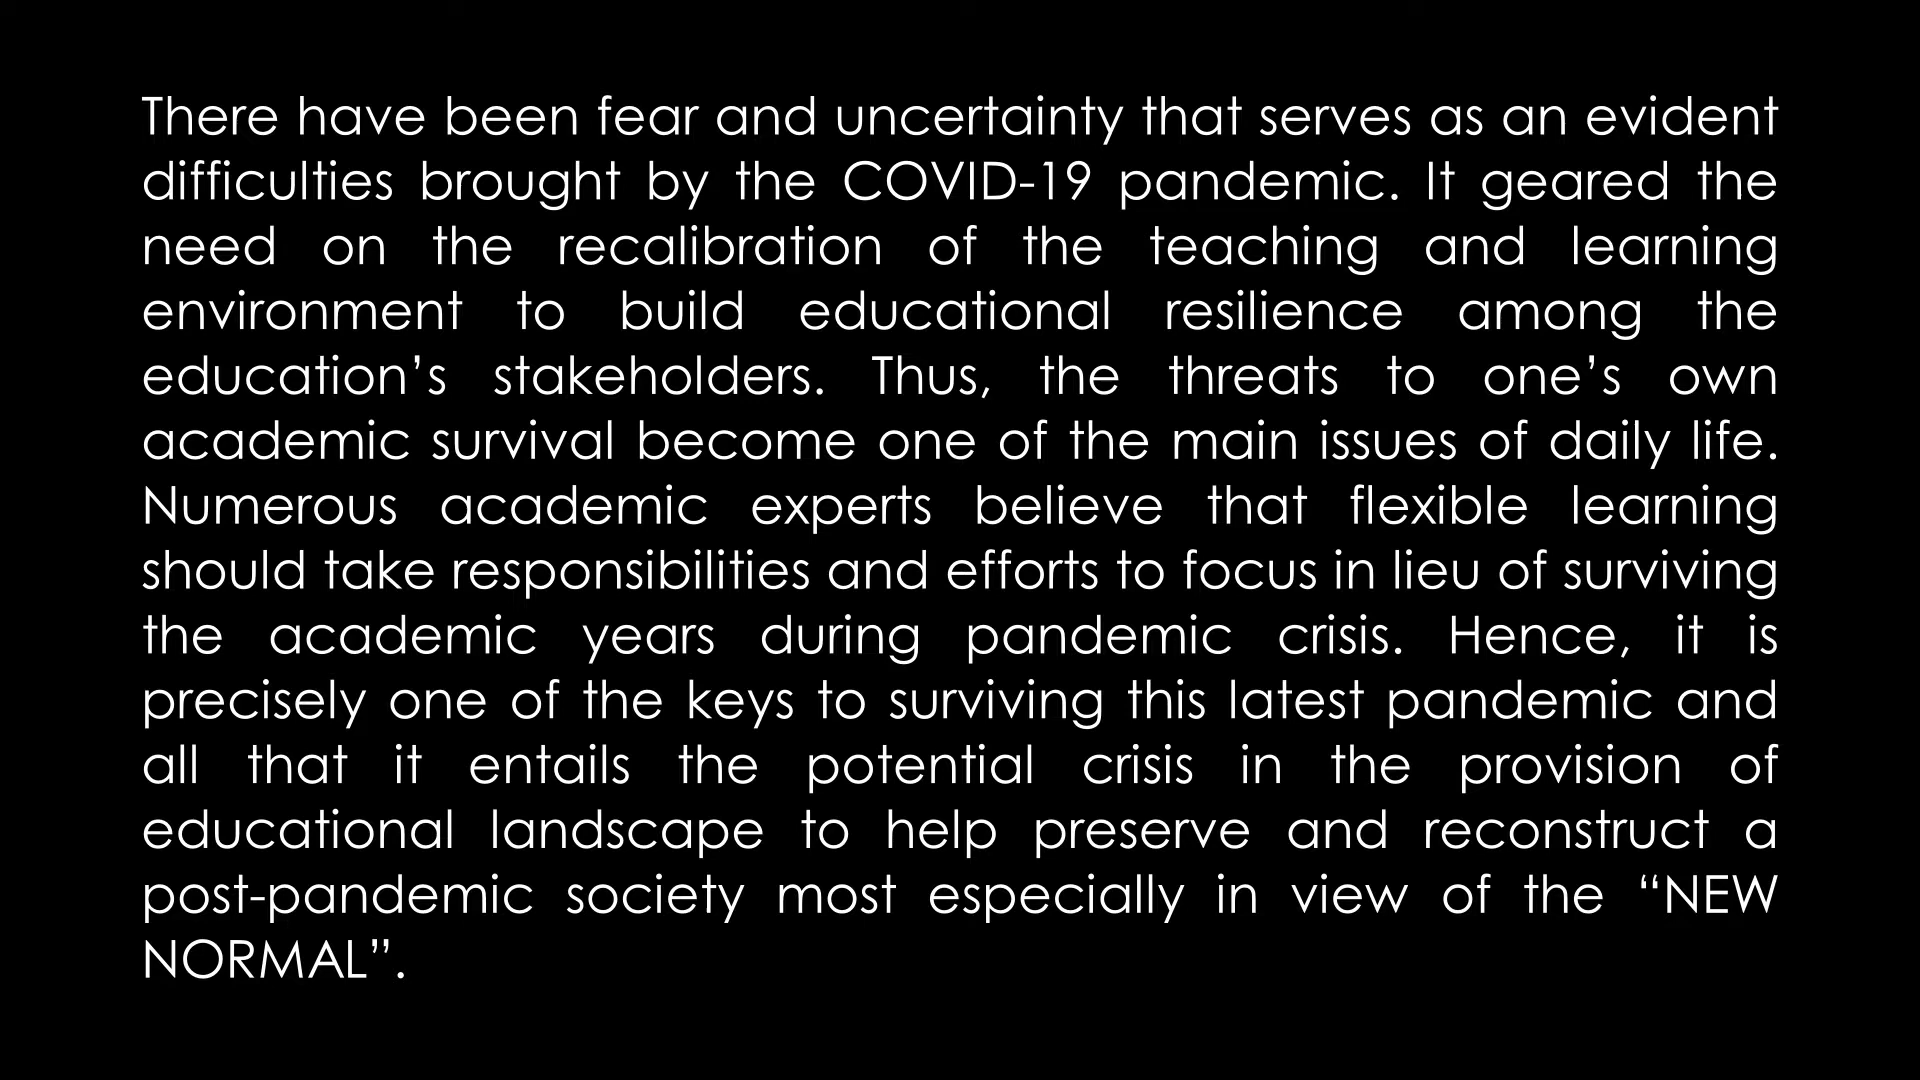 There have been fear and uncertainty that serves as an evident
difficulties brought by the COVID-19 pandemic. It geared the
need on the recalibration of the teaching and learning
environment to build educational resilience among the
education’s stakeholders. Thus, the threats to one’s own
academic survival become one of the main issues of daily life.
Numerous academic experts believe that flexible learning
should take responsibilities and efforts to focus in lieu of surviving
the academic years during pandemic crisis. Hence, it is
precisely one of the keys to surviving this latest pandemic and
all that it entails the potential crisis in the provision of
educational landscape to help preserve and reconstruct a
post-pandemic society most especially in view of the “NEW
NORMAL”.